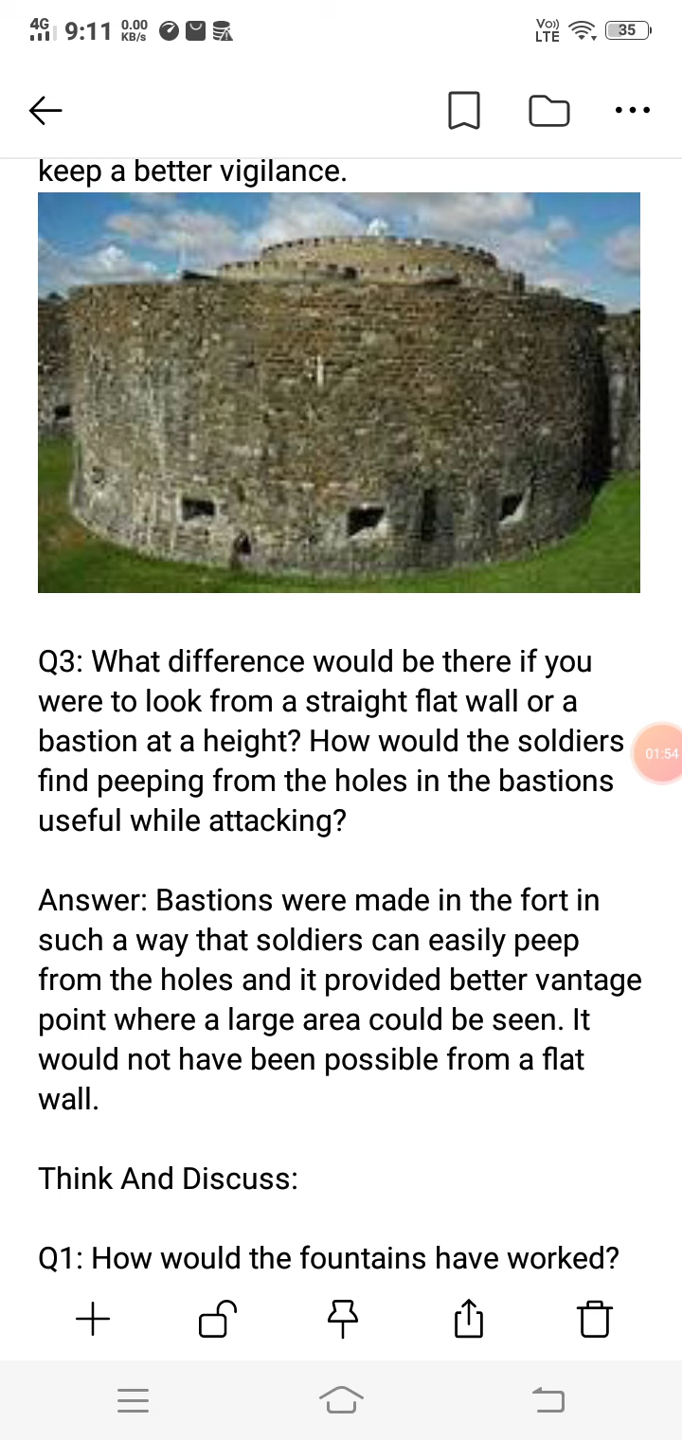 4G 9:11 0.00 KB/s Vo)) LTE 35
keep a better vigilance.
Q3: What difference would be there if you
were to look from a straight flat wall or a
bastion at a height? How would the soldiers
01:54
find peeping from the holes in the bastions
useful while attacking?
Answer: Bastions were made in the fort in
such a way that soldiers can easily peep
from the holes and it provided better vantage
point where a large area could be seen. It
would not have been possible from a flat
wall.
Think And Discuss:
Q1: How would the fountains have worked?